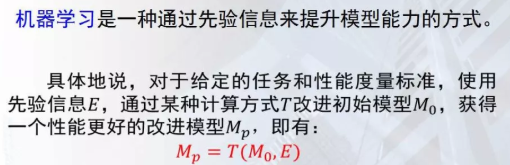 机器学习是一种通过先验信息来提升模型能力的方式。
具体地说，对于给定的任务和性能度量标准，使用
先验信息E，通过某种计算方式T改进初始模型M₀，获得
一个性能更好的改进模型Mₚ，即有：
Mₚ = T(M₀, E)